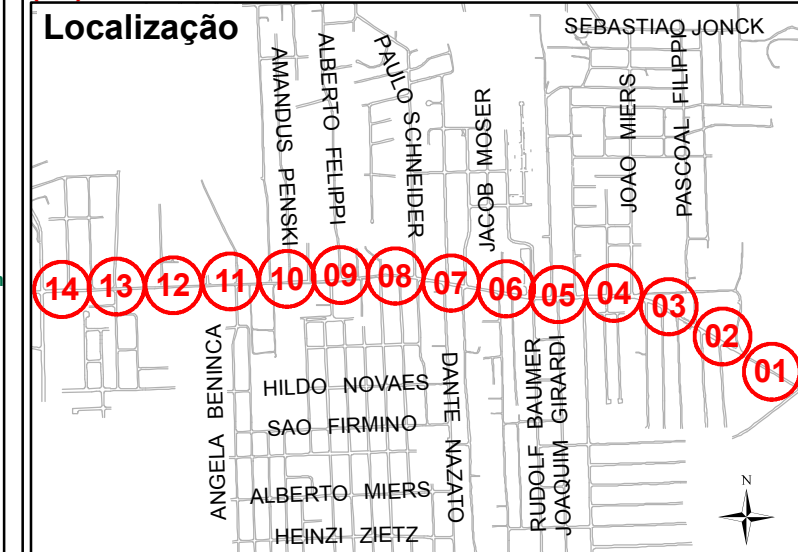 Localização
SEBASTIAO JONCK
AMANDUS PENSKI
ALBERTO FELIPPI
PAULO SCHNEIDER
JACOB MOSER
JOAO MIERS
PASCOAL FILIPPI
14
13
12
11
10
09
08
07
06
05
04
03
02
01
ANGELA BENINCA
HILDO NOVAES
SAO FIRMINO
ALBERTO MIERS
HEINZI ZIETZ
DANTE NAZATO
RUDOLF BAUMER
JOAQUIM GIRARDI
N